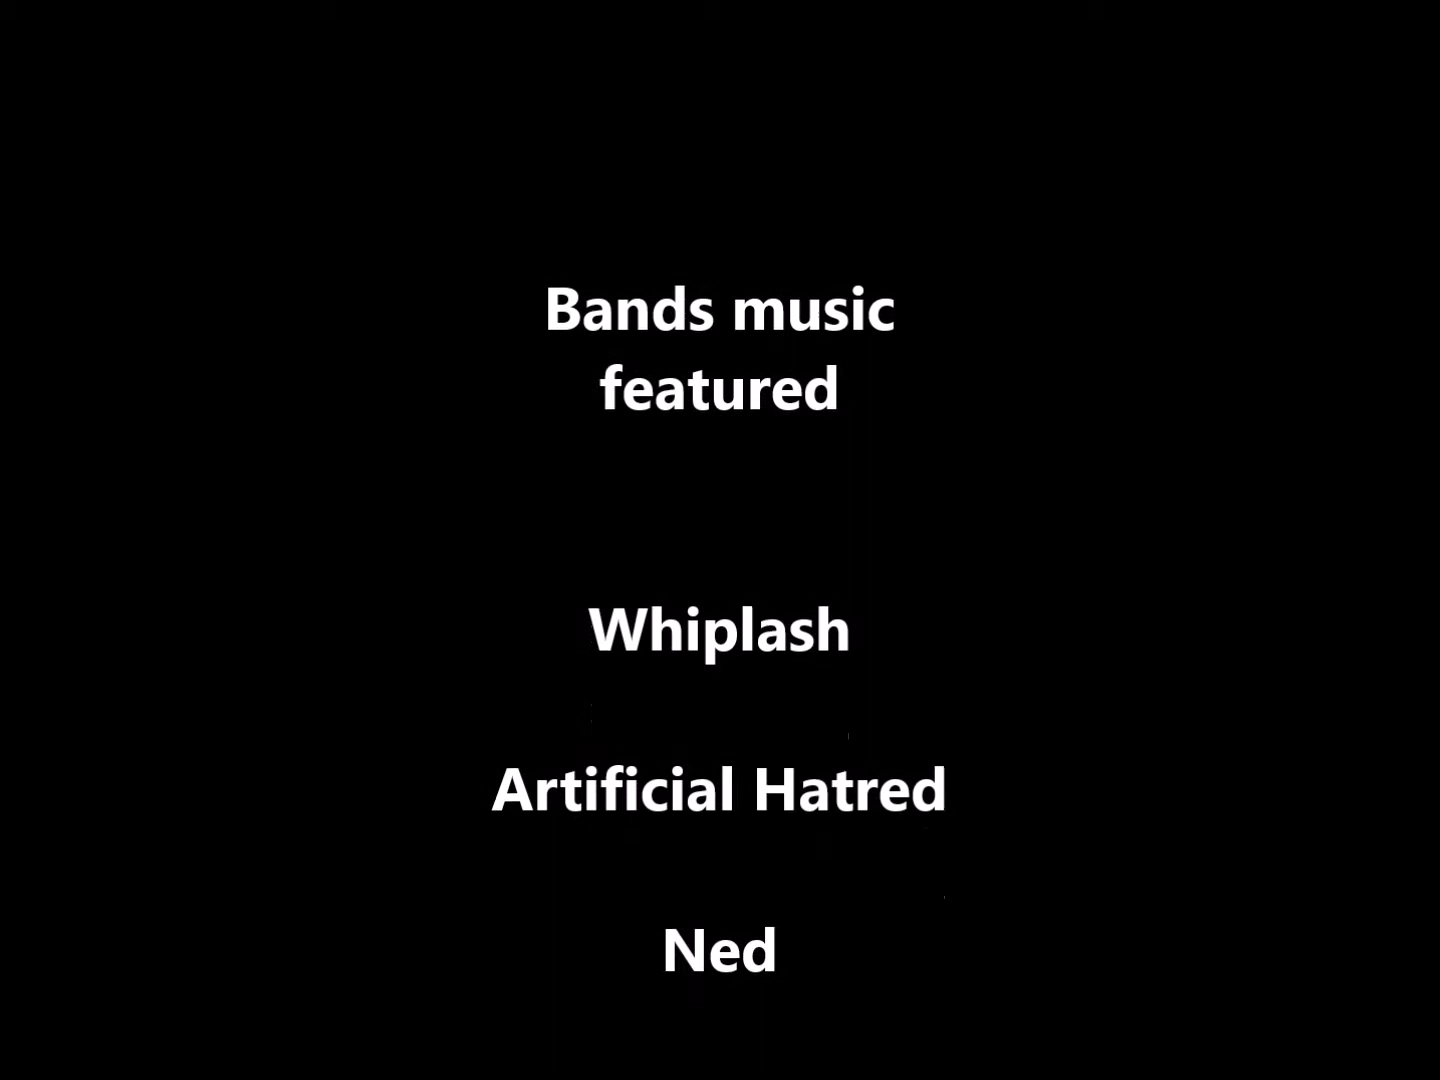 Bands music
featured
Whiplash
Artificial Hatred
Ned